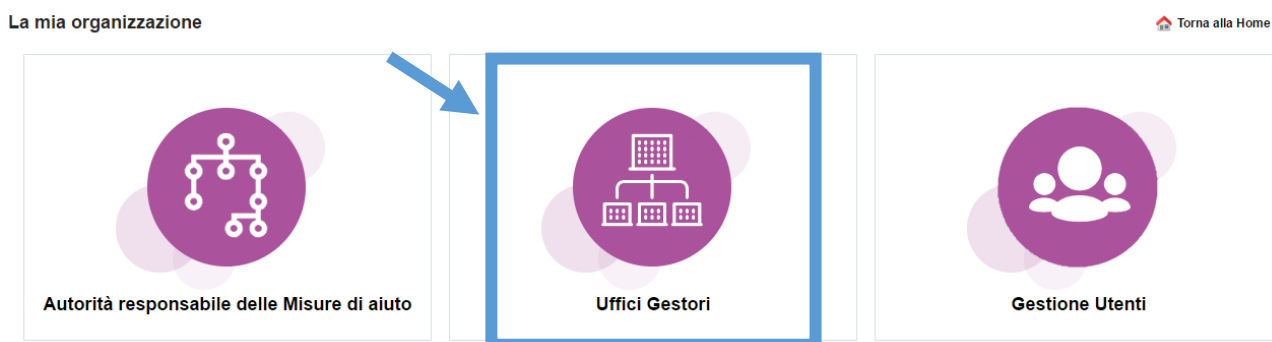 La mia organizzazione
Torna alla Home
Autorità responsabile delle Misure di aiuto
Uffici Gestori
Gestione Utenti